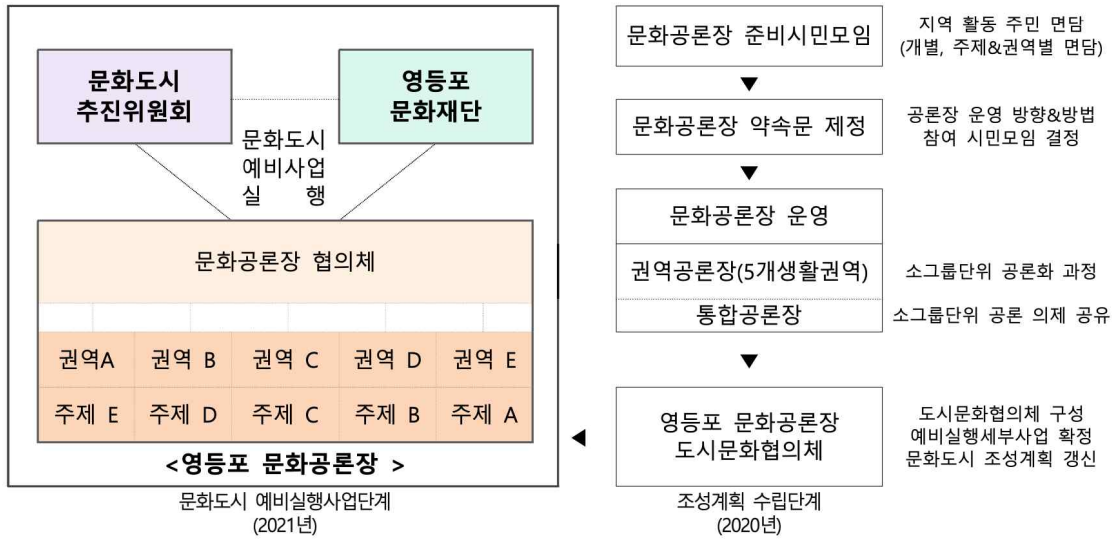 문화도시
추진위원회
영등포
문화재단
문화도시
예비사업
실 행
문화공론장 협의체
권역A 권역 B 권역 C 권역 D 권역 E
주제 E 주제 D 주제 C 주제 B 주제 A
<영등포 문화공론장 >
문화도시 예비실행사업단계
(2021년)
문화공론장 준비시민모임
지역 활동 주민 면담
(개별, 주제&권역별 면담)
▼
문화공론장 약속문 제정
공론장 운영 방향&방법
참여 시민모임 결정
▼
문화공론장 운영
권역공론장(5개생활권역)
소그룹단위 공론화 과정
통합공론장
소그룹단위 공론 의제 공유
▼
영등포 문화공론장
도시문화협의체
도시문화협의체 구성
예비실행세부사업 확정
문화도시 조성계획 갱신
◀
조성계획 수립단계
(2020년)